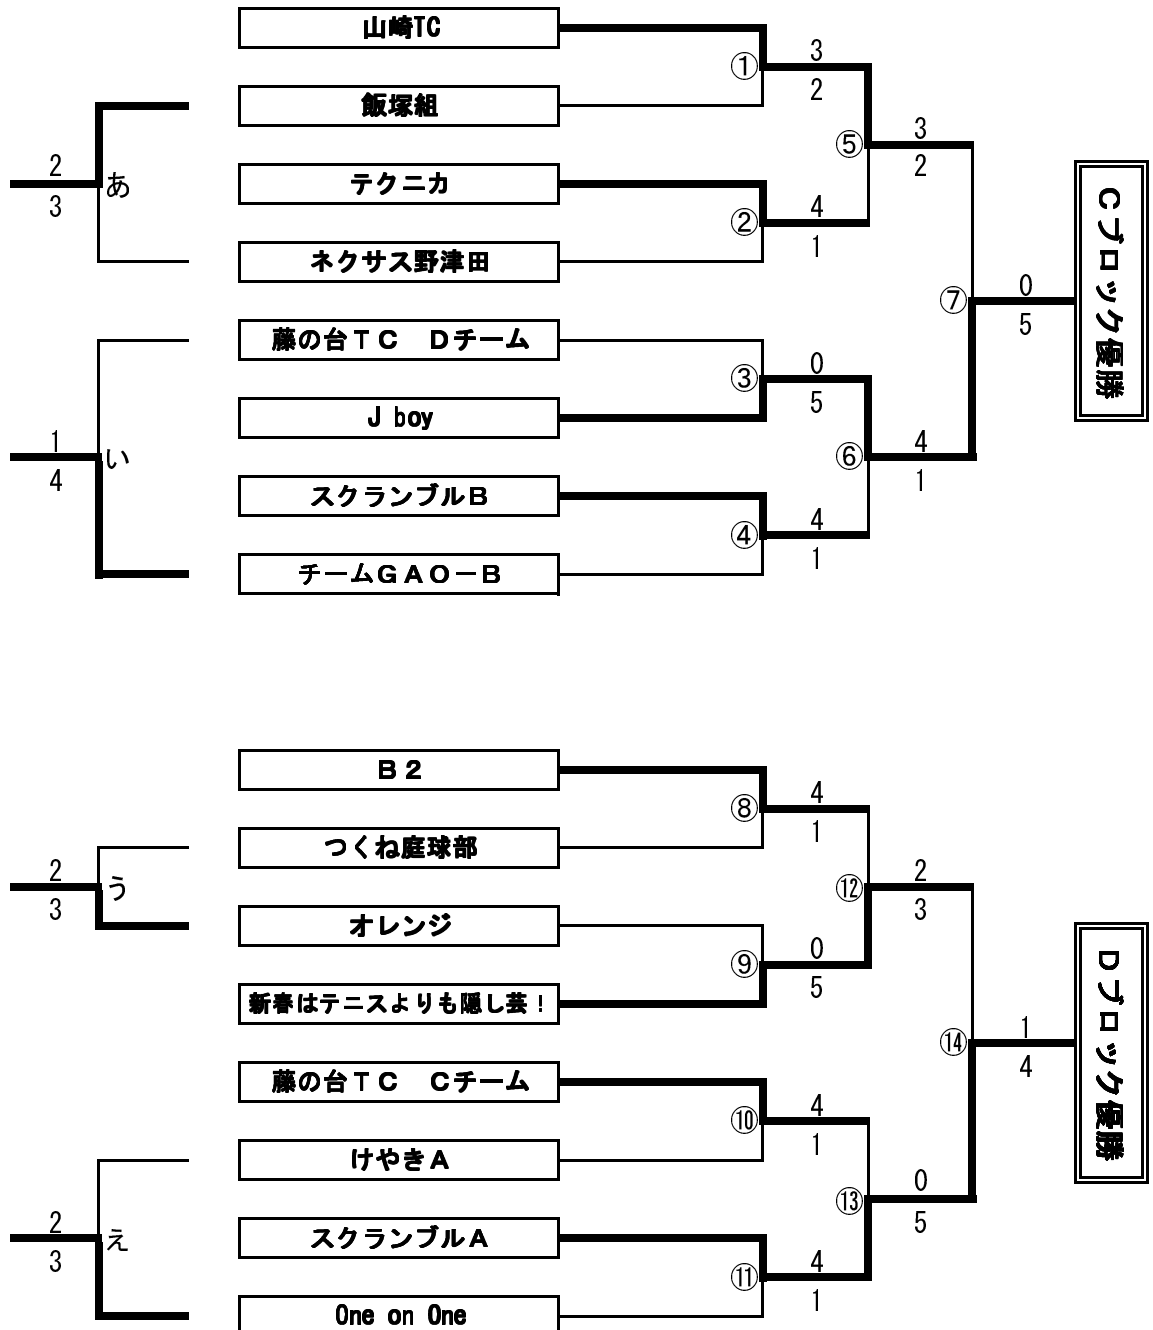 山崎TC
3
①
2
飯塚組
⑤
3
2
2
あ
3
テクニカ
4
②
1
ネクサス野津田
⑦
0
5
Cブロック優勝
藤の台TC Dチーム
0
③
5
J boy
1
い
4
⑥
4
1
スクランブルB
4
④
1
チームGAO-B
B2
4
⑧
1
つくね庭球部
2
う
3
⑫
2
3
オレンジ
0
⑨
5
新春はテニスよりも隠し芸!
⑭
1
4
Dブロック優勝
藤の台TC Cチーム
4
⑩
1
けやきA
⑬
0
5
2
え
3
スクランブルA
4
⑪
1
One on One